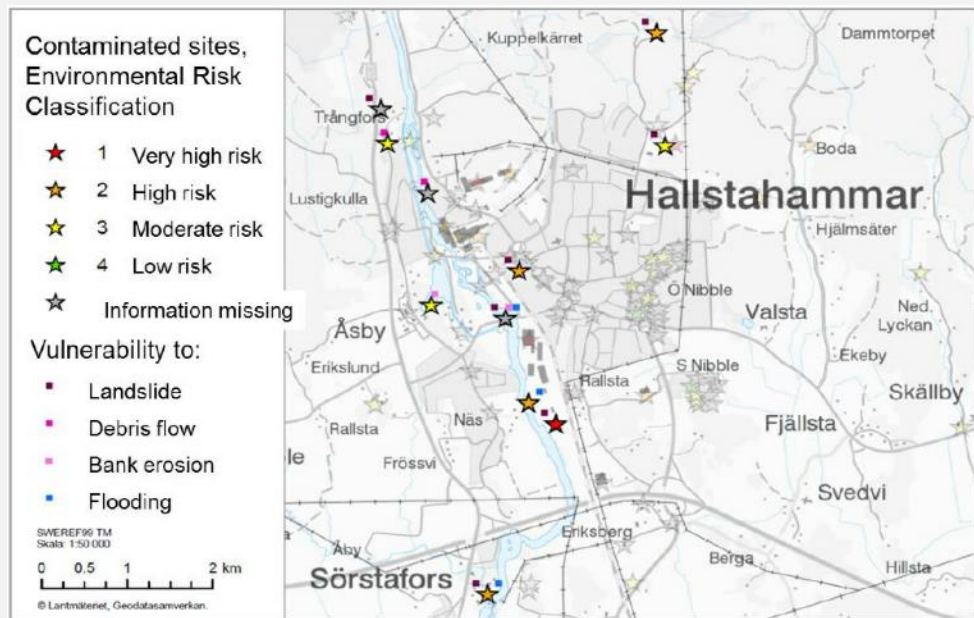 Contaminated sites,
Environmental Risk
Classification
1 Very high risk
2 High risk
3 Moderate risk
4 Low risk
Information missing
Vulnerability to:
Landslide
Debris flow
Bank erosion
Flooding
SWEREF99 TM
Skala: 1:50 000
0 0.5 1 2 km
© Lantmäteriet, Geodatasamverkan.
Kuppelkärret
Dammtorpet
Trångfors
Boda
Lustigkulla
Hallstahammar
Hjälmsäter
Ö Nibble
Valsta
Ned.
Lyckan
Åsby
Ekeby
Erikslund
Rallsta
S Nibble
Skällby
Näs
Rallsta
Fjällsta
Frössvi
Svedvi
Eriksberg
Åby
Berga
Hillsta
Sörstafors